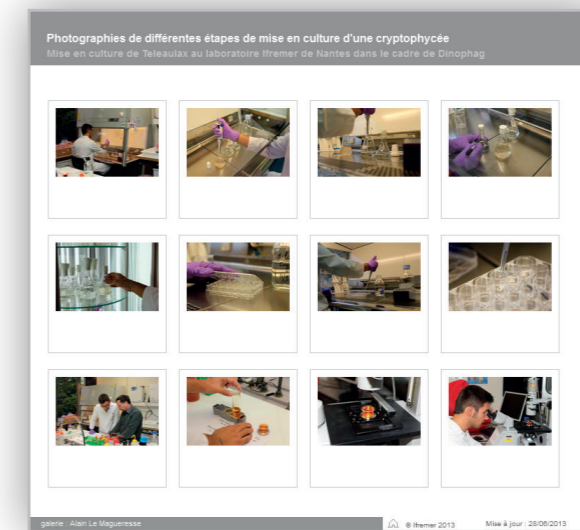 Photographies de différentes étapes de mise en culture d'une cryptophycée
Mise en culture de Teleaulax au laboratoire Ifremer de Nantes dans le cadre de Dinophag
galerie : Alain Le Magueresse
© Ifremer 2013 Mise à jour : 28/06/2013